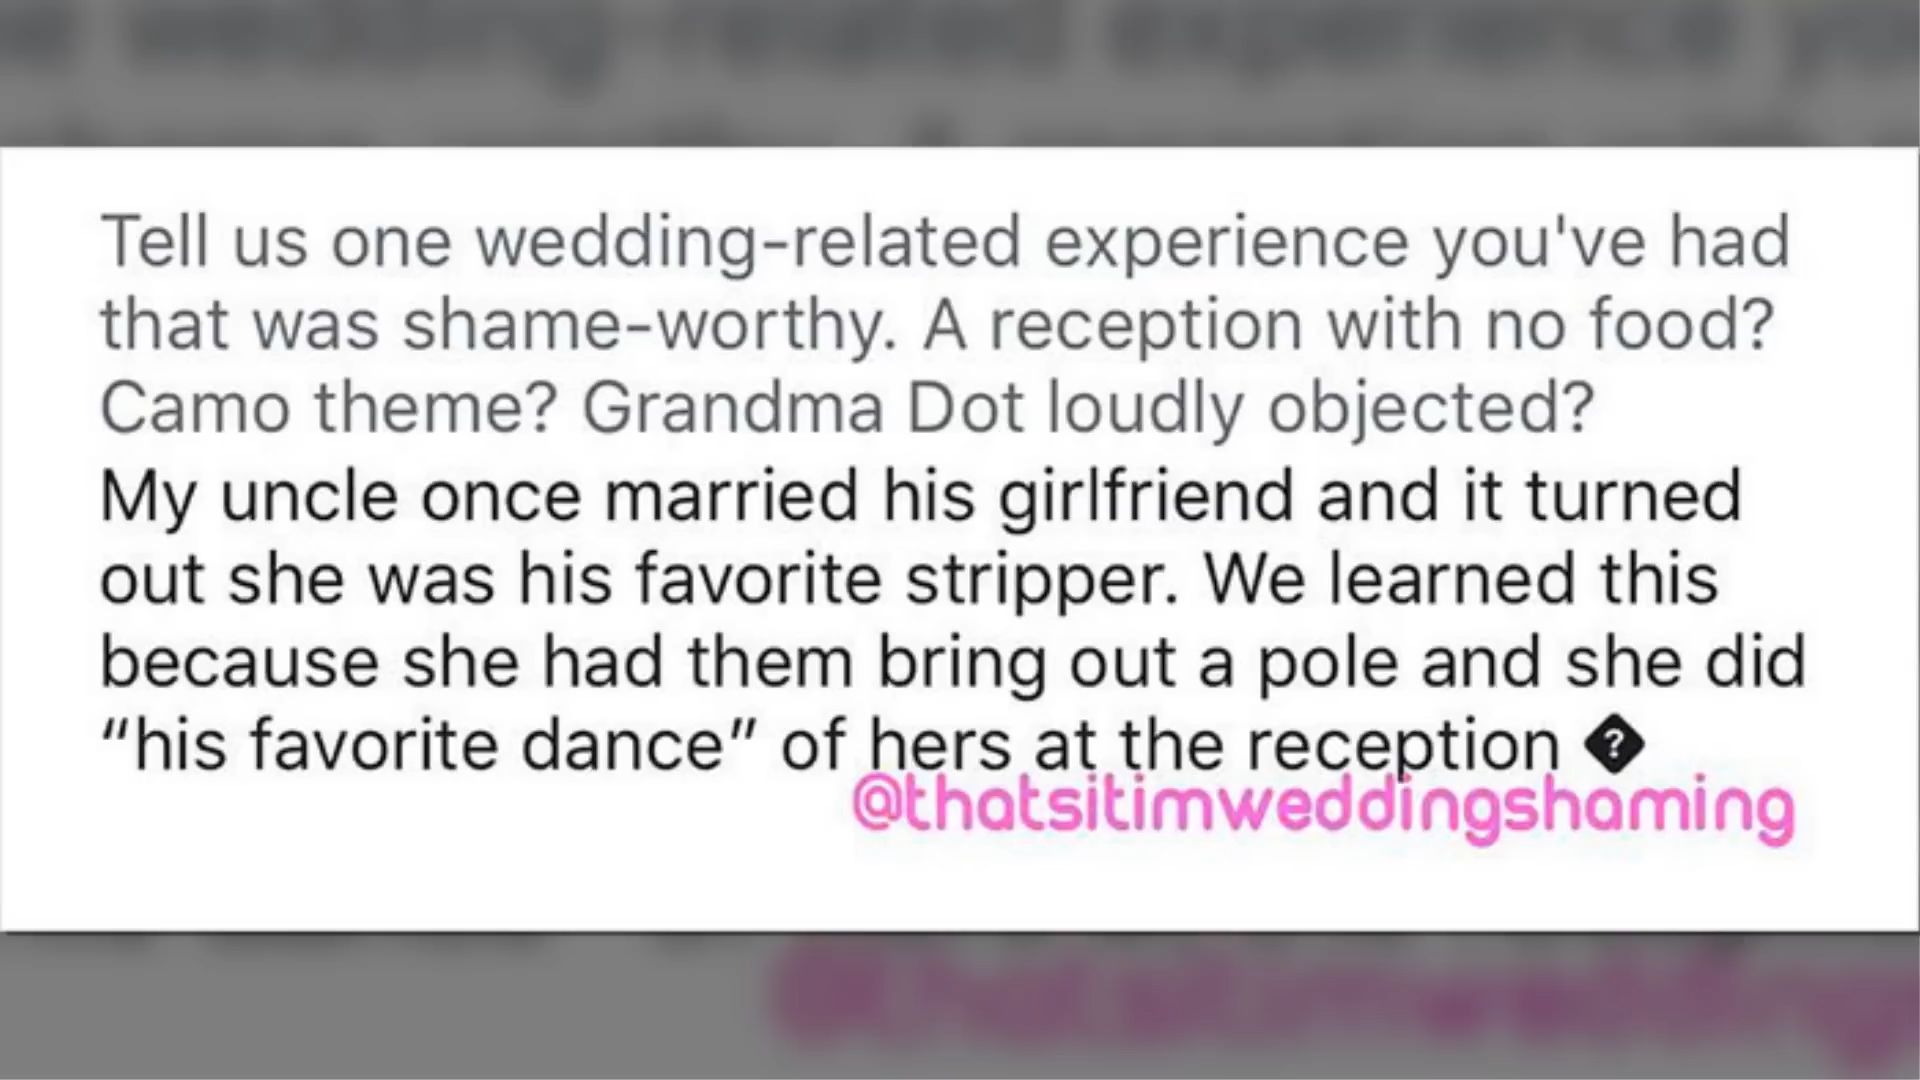 Tell us one wedding-related experience you've had
that was shame-worthy. A reception with no food?
Camo theme? Grandma Dot loudly objected?
My uncle once married his girlfriend and it turned
out she was his favorite stripper. We learned this
because she had them bring out a pole and she did
“his favorite dance” of hers at the reception �
@thatsitimweddingshaming